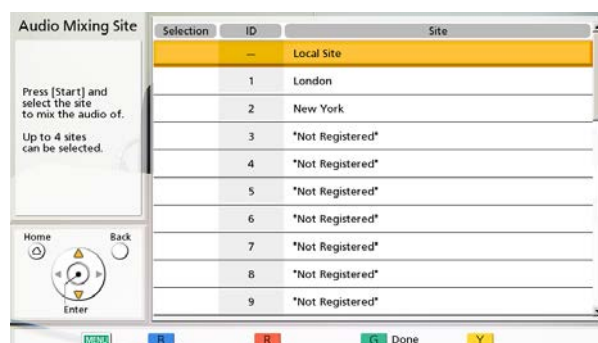 Audio Mixing Site
Press [Start] and
select the site
to mix the audio of.
Up to 4 sites
can be selected.
Home
Back
Enter
Selection ID Site
— Local Site
1 London
2 New York
3 *Not Registered*
4 *Not Registered*
5 *Not Registered*
6 *Not Registered*
7 *Not Registered*
8 *Not Registered*
9 *Not Registered*
MENU B R G Done Y